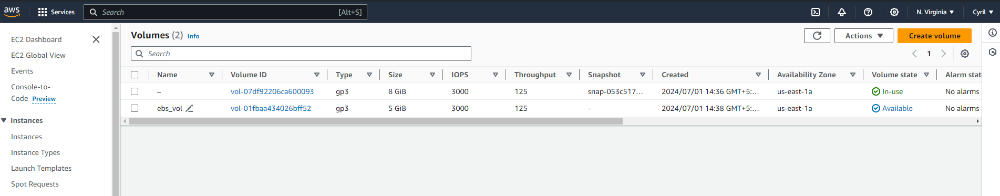 aws Services Search [Alt+S] N. Virginia Cyril
EC2 Dashboard
EC2 Global View
Events
Console-to-
Code Preview
Instances
Instances
Instance Types
Launch Templates
Spot Requests
Volumes (2) Info Actions Create volume
Search 1
Name Volume ID Type Size IOPS Throughput Snapshot Created Availability Zone Volume state Alarm stat
– vol-07df92206ca600093 gp3 8 GiB 3000 125 snap-053c517... 2024/07/01 14:36 GMT+5:... us-east-1a In-use No alarms
ebs_vol vol-01fbaa434026bff52 gp3 5 GiB 3000 125 - 2024/07/01 14:38 GMT+5:... us-east-1a Available No alarms